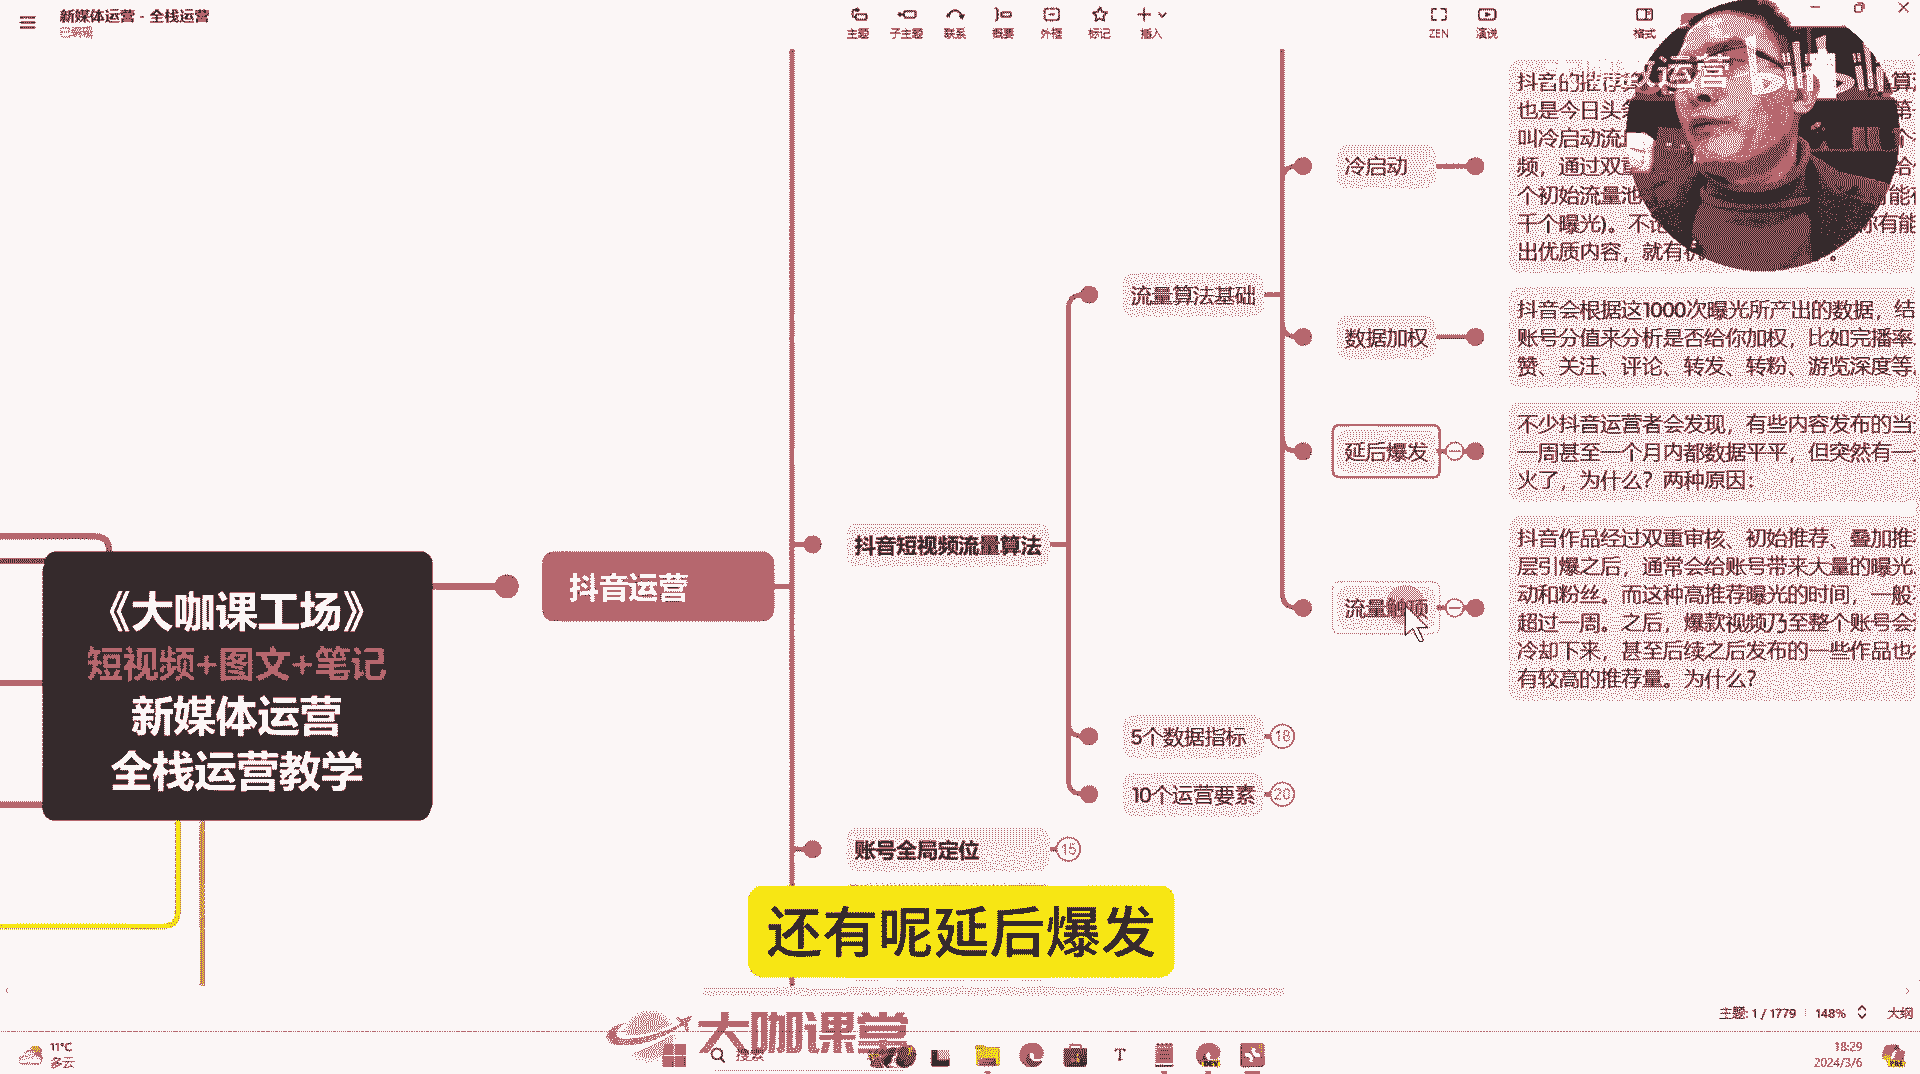 新媒体运营 - 全栈运营
已编辑
主题
子主题
联系
概要
外框
标记
插入
ZEN
演说
格式
运营
抖音的推荐
也是今日头
叫冷启动流
频，通过双
个初始流量池
千个曝光)。不
出优质内容，就有
冷启动
流量算法基础
数据加权
抖音会根据这1000次曝光所产出的数据，结
账号分值来分析是否给你加权，比如完播率
赞、关注、评论、转发、转粉、游览深度等
延后爆发
不少抖音运营者会发现，有些内容发布的当
一周甚至一个月内都数据平平，但突然有一
火了，为什么？两种原因：
抖音短视频流量算法
抖音作品经过双重审核、初始推荐、叠加推
层引爆之后，通常会给账号带来大量的曝光
动和粉丝。而这种高推荐曝光的时间，一般
超过一周。之后，爆款视频乃至整个账号会
冷却下来，甚至后续之后发布的一些作品也
有较高的推荐量。为什么？
流量触顶
抖音运营
《大咖课工场》
短视频+图文+笔记
新媒体运营
全栈运营教学
5个数据指标
18
10个运营要素
20
账号全局定位
15
还有呢延后爆发
主题: 1 / 1779
148%
大纲
大咖课堂
11°C
多云
搜索
18:29
2024/3/6